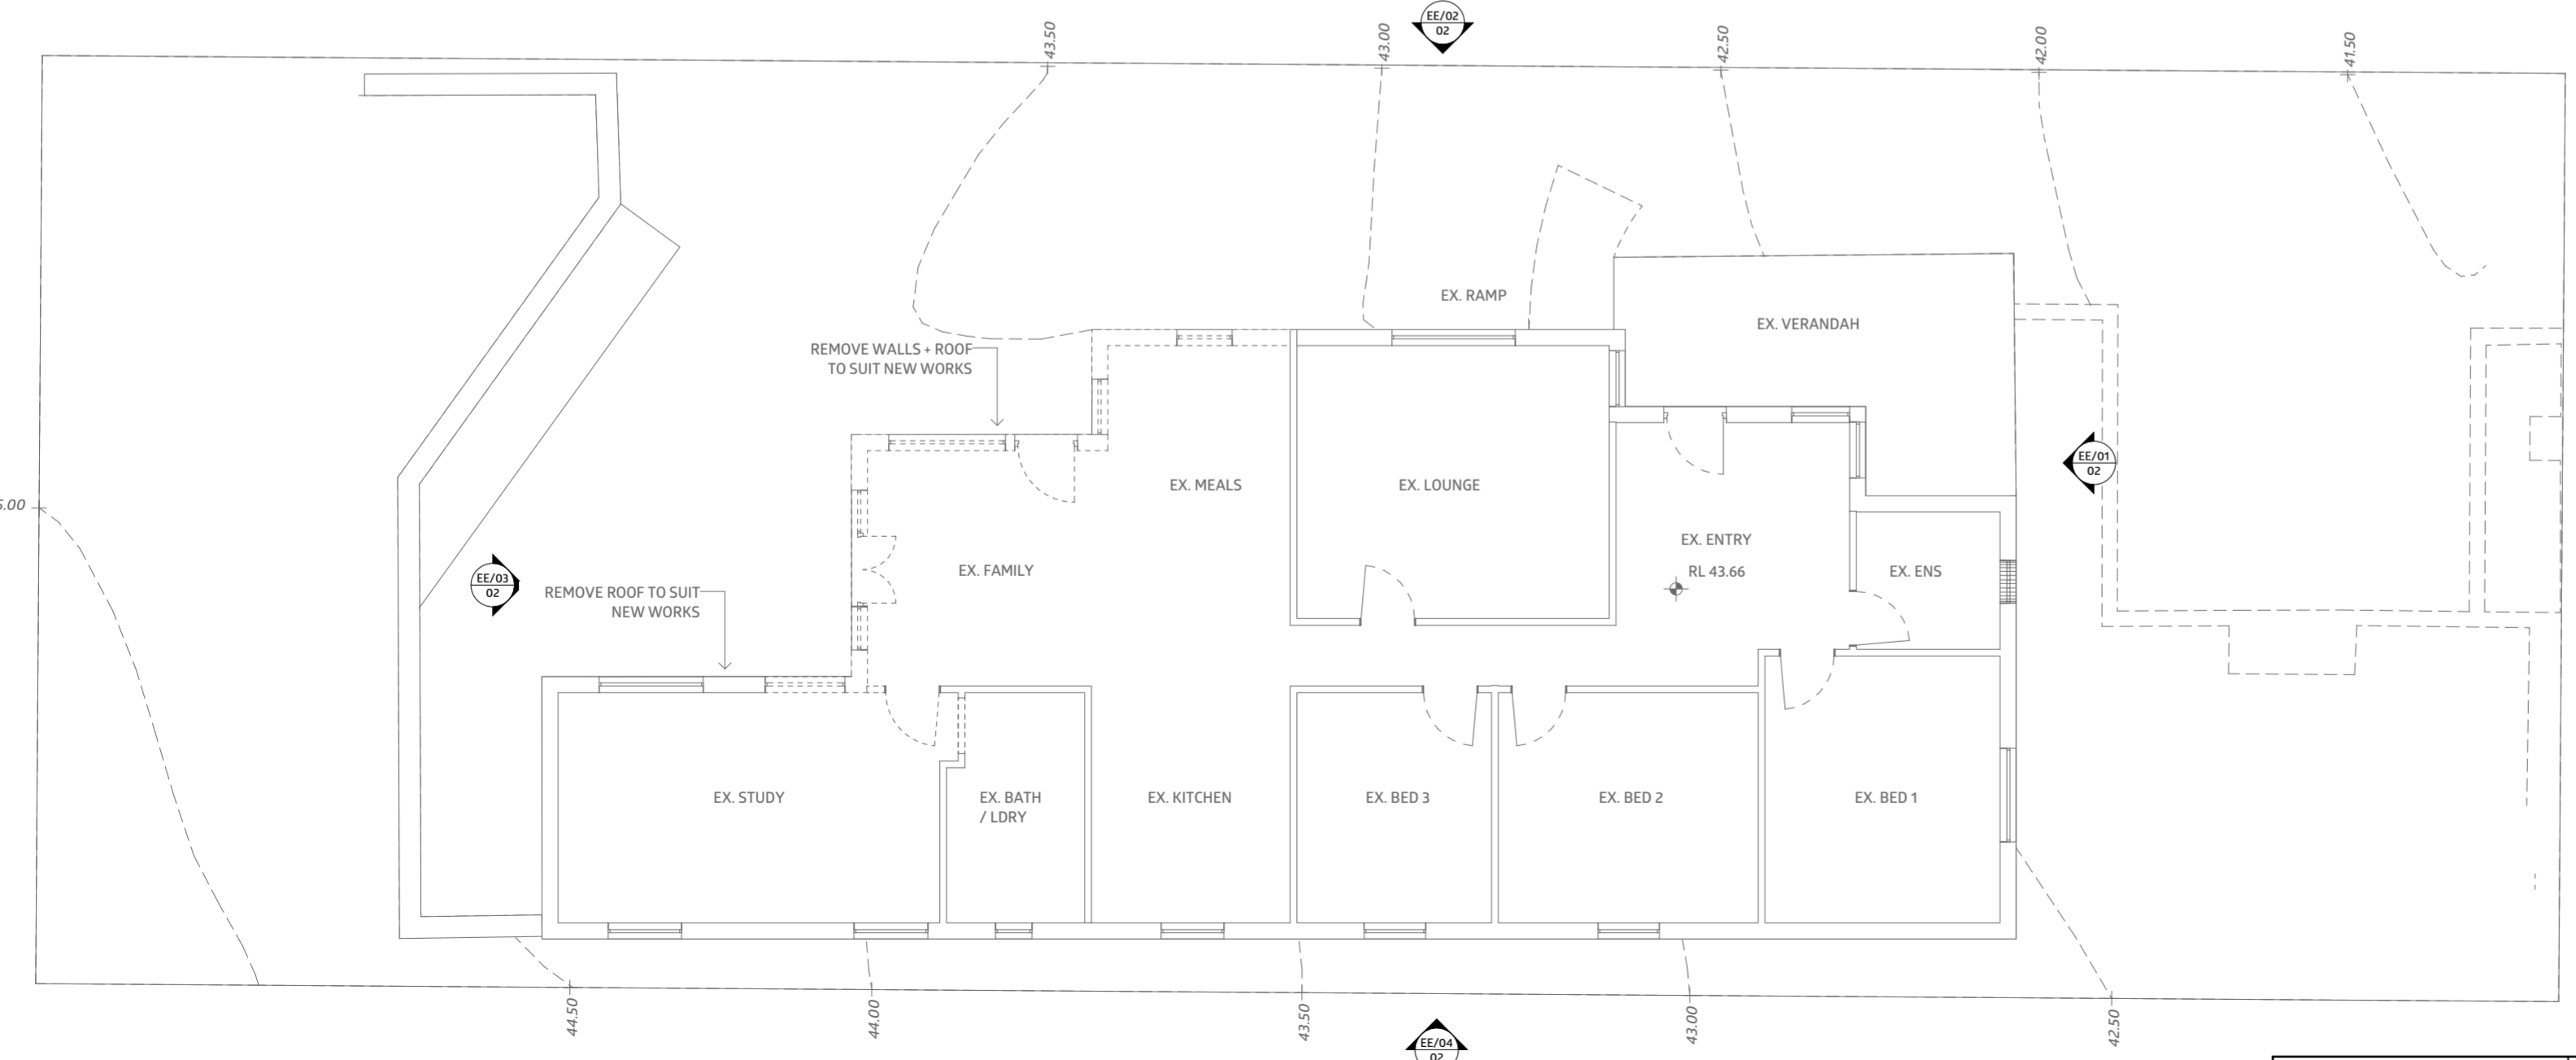 EE/02
02
43.50
43.00
42.50
42.00
41.50
EX. RAMP
EX. VERANDAH
REMOVE WALLS + ROOF
TO SUIT NEW WORKS
EX. MEALS
EX. LOUNGE
EE/01
02
5.00
EX. ENTRY
RL 43.66
EX. FAMILY
EX. ENS
EE/03
02
REMOVE ROOF TO SUIT
NEW WORKS
EX. STUDY
EX. BATH
/ LDRY
EX. KITCHEN
EX. BED 3
EX. BED 2
EX. BED 1
44.50
44.00
43.50
43.00
42.50
EE/04
02